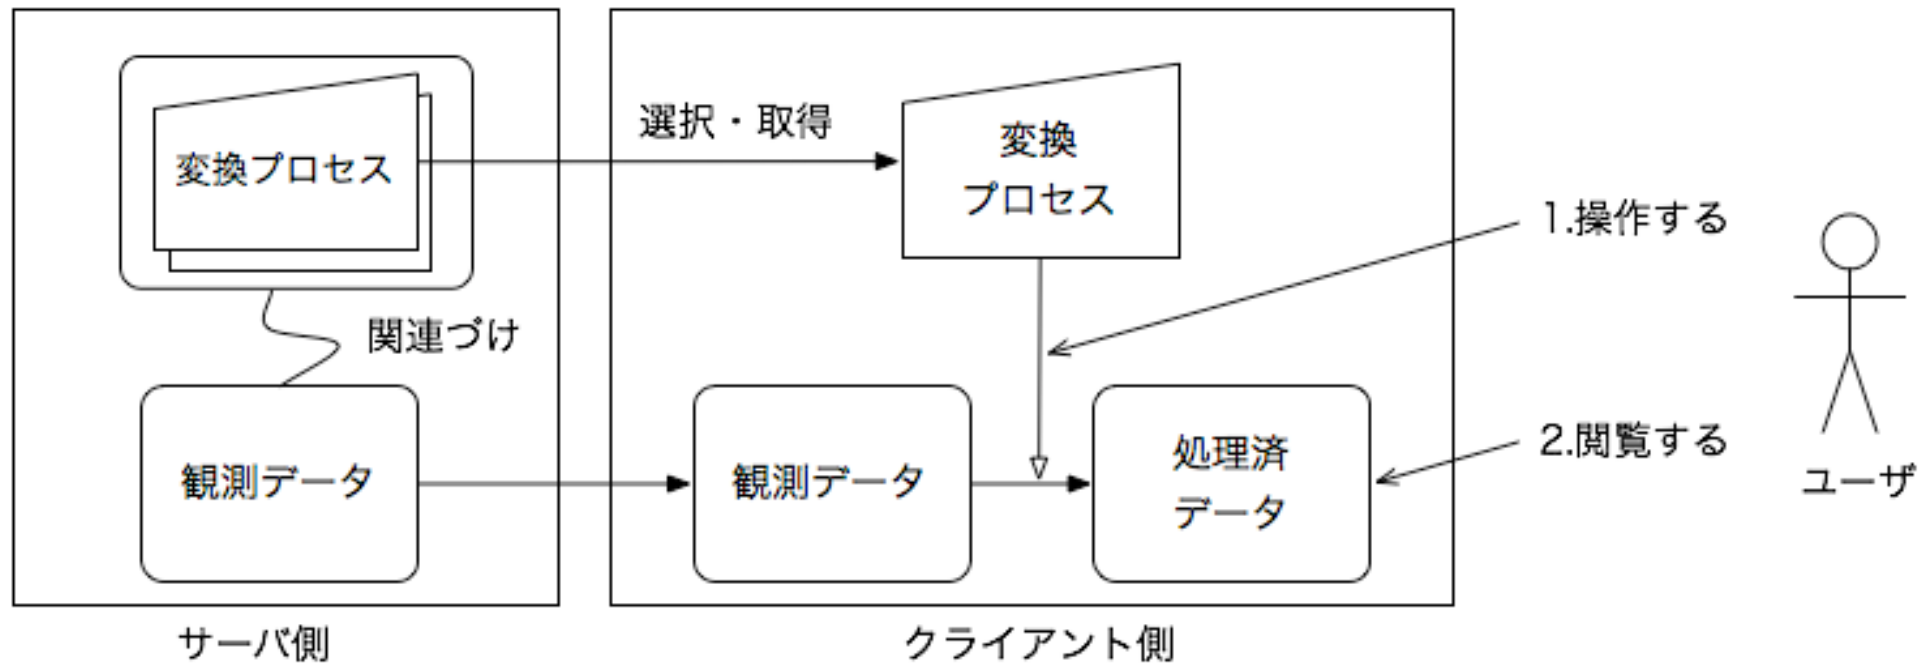 変換プロセス
選択・取得
変換
プロセス
1.操作する
関連づけ
観測データ
観測データ
処理済
データ
2.閲覧する
ユーザ
サーバ側
クライアント側